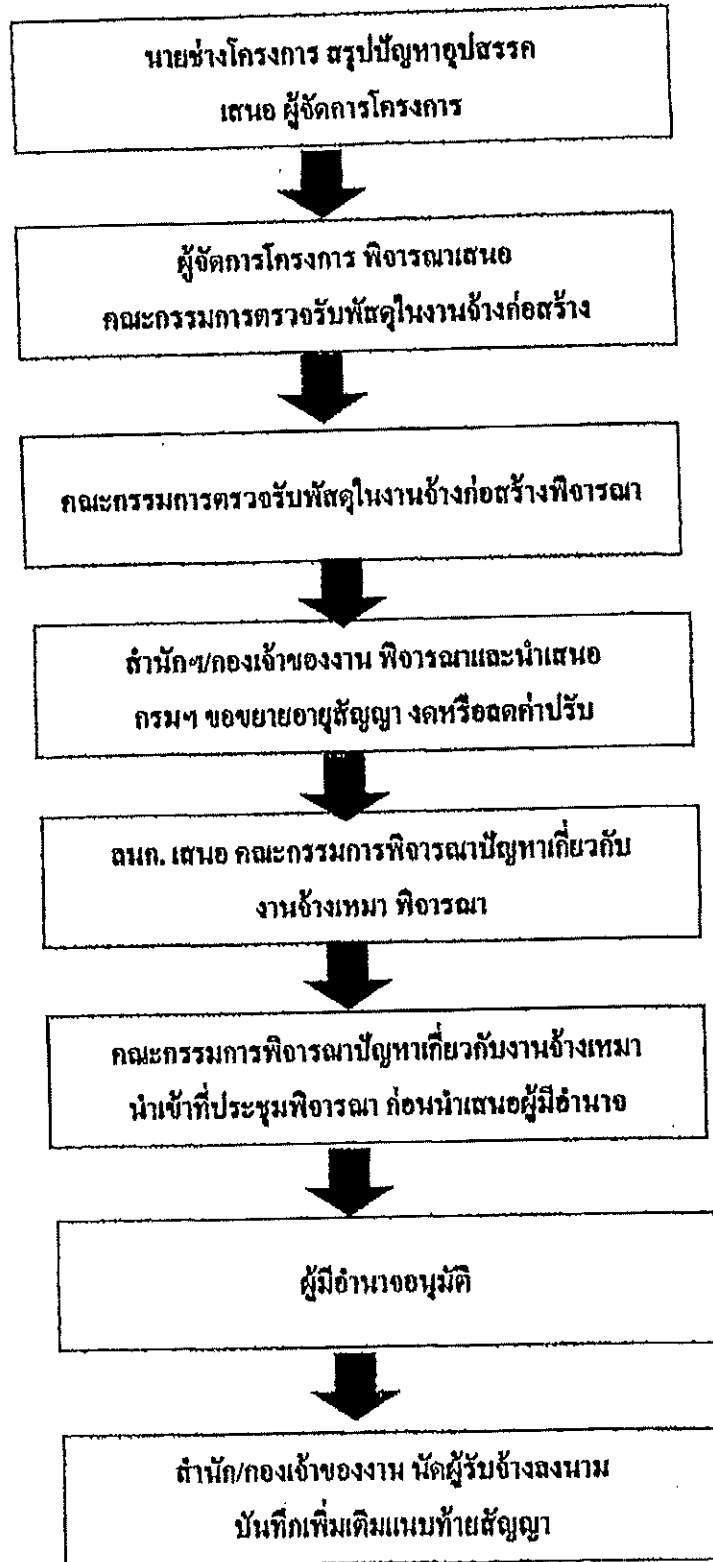 นายช่างโครงการ สรุปปัญหาอุปสรรค
เสนอ ผู้จัดการโครงการ
ผู้จัดการโครงการ พิจารณาเสนอ
คณะกรรมการตรวจรับพัสดุในงานจ้างก่อสร้าง
คณะกรรมการตรวจรับพัสดุในงานจ้างก่อสร้างพิจารณา
สำนักฯ/กองเจ้าของงาน พิจารณาและนำเสนอ
กรมฯ ขอขยายอายุสัญญา งดหรือลดค่าปรับ
ลนก. เสนอ คณะกรรมการพิจารณาปัญหาเกี่ยวกับ
งานจ้างเหมา พิจารณา
คณะกรรมการพิจารณาปัญหาเกี่ยวกับงานจ้างเหมา
นำเข้าที่ประชุมพิจารณา ก่อนนำเสนอผู้มีอำนาจ
ผู้มีอำนาจอนุมัติ
สำนัก/กองเจ้าของงาน นัดผู้รับจ้างลงนาม
บันทึกเพิ่มเติมแนบท้ายสัญญา